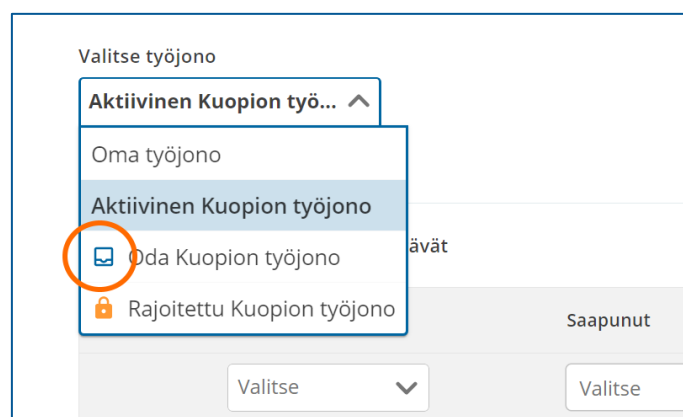 Valitse työjono
Aktiivinen Kuopion työ...
Oma työjono
Aktiivinen Kuopion työjono
Oda Kuopion työjono
ävät
Rajoitettu Kuopion työjono
Saapunut
Valitse
Valitse